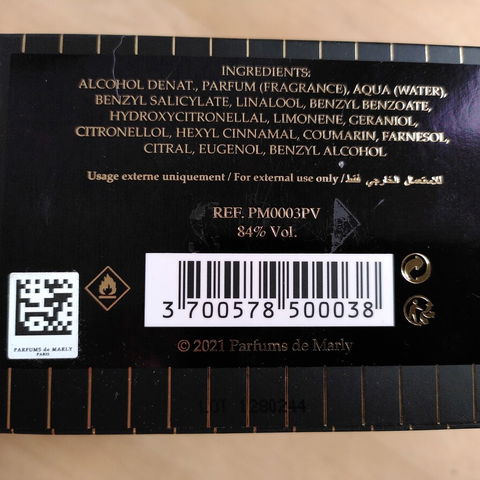 INGREDIENTS:
ALCOHOL DENAT., PARFUM (FRAGRANCE), AQUA (WATER),
BENZYL SALICYLATE, LINALOOL, BENZYL BENZOATE,
HYDROXYCITRONELLAL, LIMONENE, GERANIOL,
CITRONELLOL, HEXYL CINNAMAL, COUMARIN, FARNESOL,
CITRAL, EUGENOL, BENZYL ALCOHOL
Usage externe uniquement / For external use only / للاستعمال الخارجي فقط
REF. PM0003PV
84% Vol.
3 700578 500038
PARFUMS de MARLY
PARIS
© 2021 Parfums de Marly
LOT 1280244